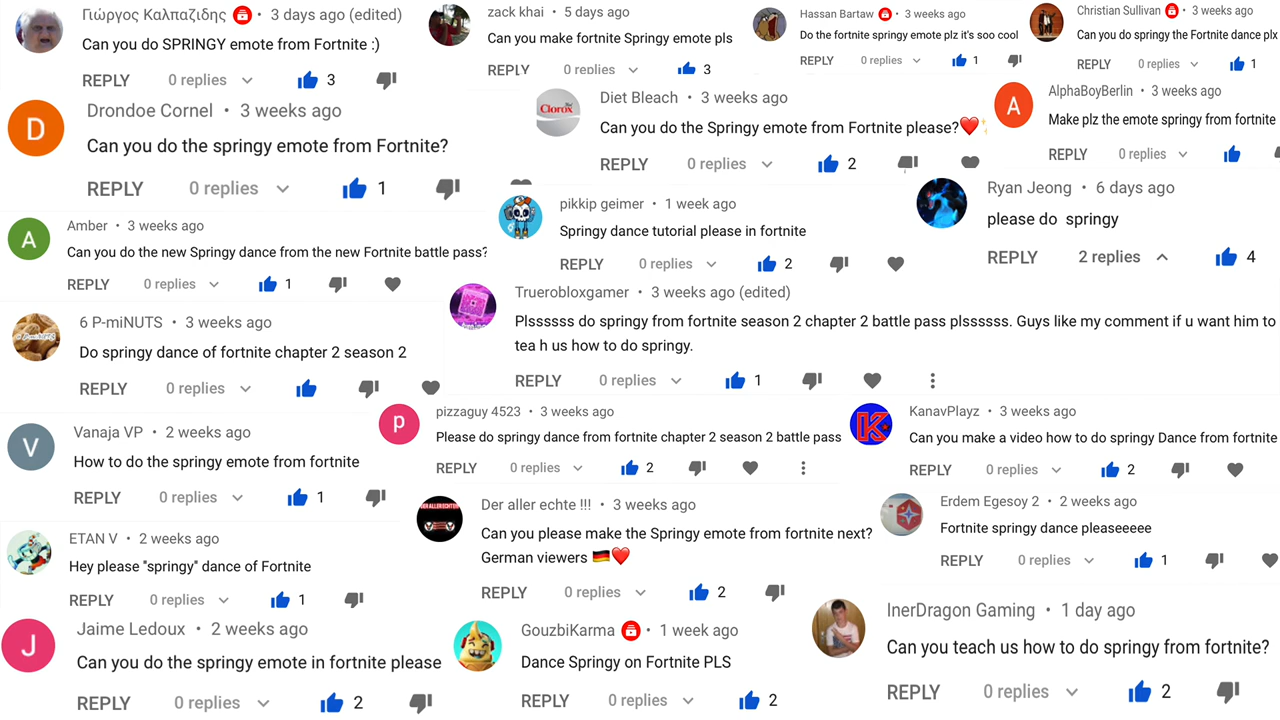 Γιώργος Καλπαζιδης • 3 days ago (edited)
Can you do SPRINGY emote from Fortnite :)
REPLY 0 replies 3
zack khai • 5 days ago
Can you make fortnite Springy emote pls
REPLY 0 replies 3
Hassan Bartaw • 3 weeks ago
Do the fortnite springy emote plz it's soo cool
REPLY 0 replies 1
Christian Sullivan • 3 weeks ago
Can you do springy the Fortnite dance plx
REPLY 0 replies 1
D
Drondoe Cornel • 3 weeks ago
Can you do the springy emote from Fortnite?
REPLY 0 replies 1
Clorox
Diet Bleach • 3 weeks ago
Can you do the Springy emote from Fortnite please?❤️✨
REPLY 0 replies 2
A
AlphaBoyBerlin • 3 weeks ago
Make plz the emote springy from fortnite
REPLY 0 replies
A
Amber • 3 weeks ago
Can you do the new Springy dance from the new Fortnite battle pass?
REPLY 0 replies 1
pikkip geimer • 1 week ago
Springy dance tutorial please in fortnite
REPLY 0 replies 2
Ryan Jeong • 6 days ago
please do springy
REPLY 2 replies 4
6 P-miNUTS • 3 weeks ago
Do springy dance of fortnite chapter 2 season 2
REPLY 0 replies
Truerobloxgamer • 3 weeks ago (edited)
Plssssss do springy from fortnite season 2 chapter 2 battle pass plssssss. Guys like my comment if u want him to
tea h us how to do springy.
REPLY 0 replies 1
V
Vanaja VP • 2 weeks ago
How to do the springy emote from fortnite
REPLY 0 replies 1
p
pizzaguy 4523 • 3 weeks ago
Please do springy dance from fortnite chapter 2 season 2 battle pass
REPLY 0 replies 2
K
KanavPlayz • 3 weeks ago
Can you make a video how to do springy Dance from fortnite
REPLY 0 replies 2
ETAN V • 2 weeks ago
Hey please "springy" dance of Fortnite
REPLY 0 replies 1
DER ALLER ECHTE
Der aller echte !!! • 3 weeks ago
Can you please make the Springy emote from fortnite next?
German viewers 🇩🇪❤️
REPLY 0 replies 2
Erdem Egesoy 2 • 2 weeks ago
Fortnite springy dance pleaseeeee
REPLY 0 replies 1
J
Jaime Ledoux • 2 weeks ago
Can you do the springy emote in fortnite please
REPLY 0 replies 2
GouzbiKarma • 1 week ago
Dance Springy on Fortnite PLS
REPLY 0 replies 2
InerDragon Gaming • 1 day ago
Can you teach us how to do springy from fortnite?
REPLY 0 replies 2